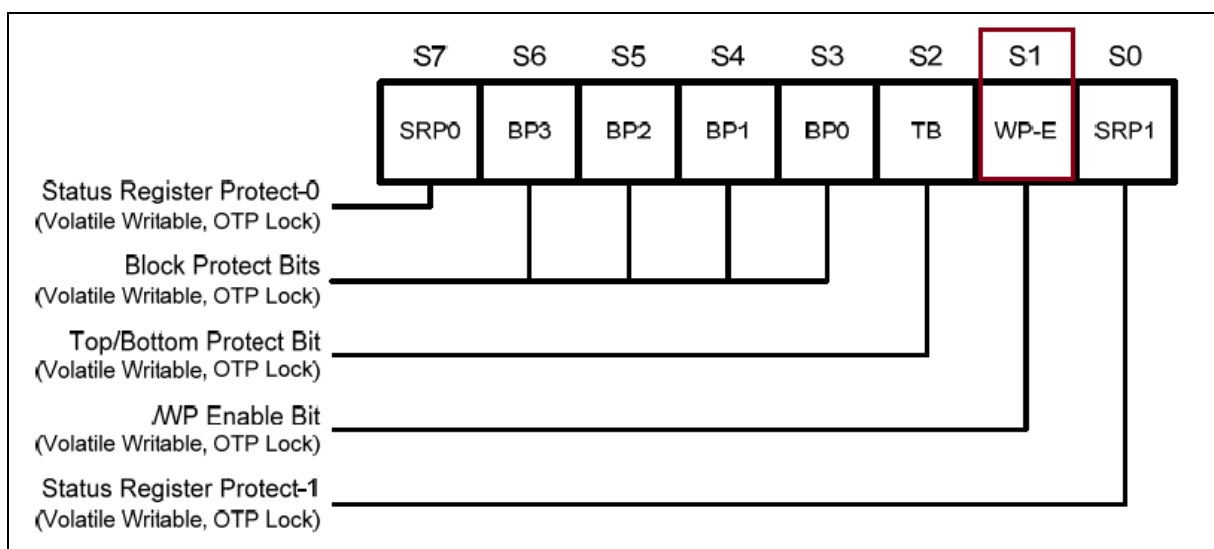 S7 S6 S5 S4 S3 S2 S1 S0
SRP0 BP3 BP2 BP1 BP0 TB WP-E SRP1
Status Register Protect-0
(Volatile Writable, OTP Lock)
Block Protect Bits
(Volatile Writable, OTP Lock)
Top/Bottom Protect Bit
(Volatile Writable, OTP Lock)
/WP Enable Bit
(Volatile Writable, OTP Lock)
Status Register Protect-1
(Volatile Writable, OTP Lock)